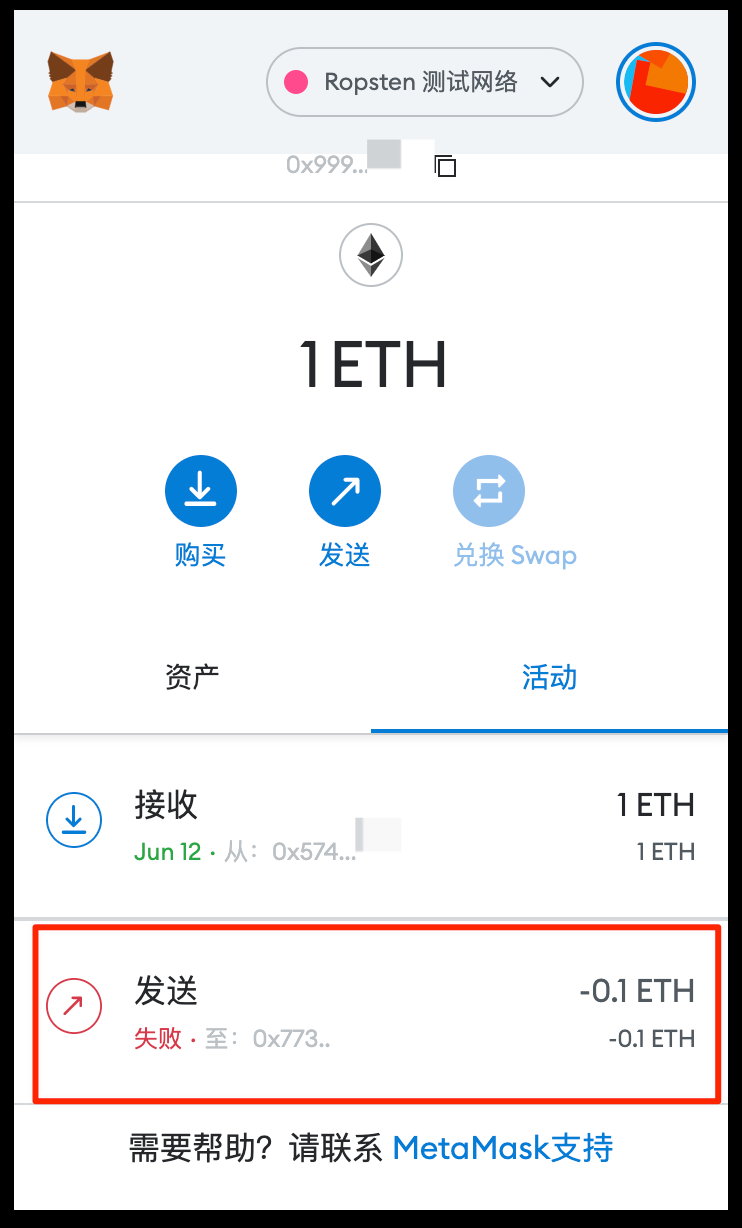 Ropsten 测试网络
0x999...
1 ETH
购买 发送 兑换 Swap
资产 活动
接收 1 ETH
Jun 12 · 从: 0x574... 1 ETH
发送 -0.1 ETH
失败 · 至: 0x773.. -0.1 ETH
需要帮助？请联系 MetaMask支持